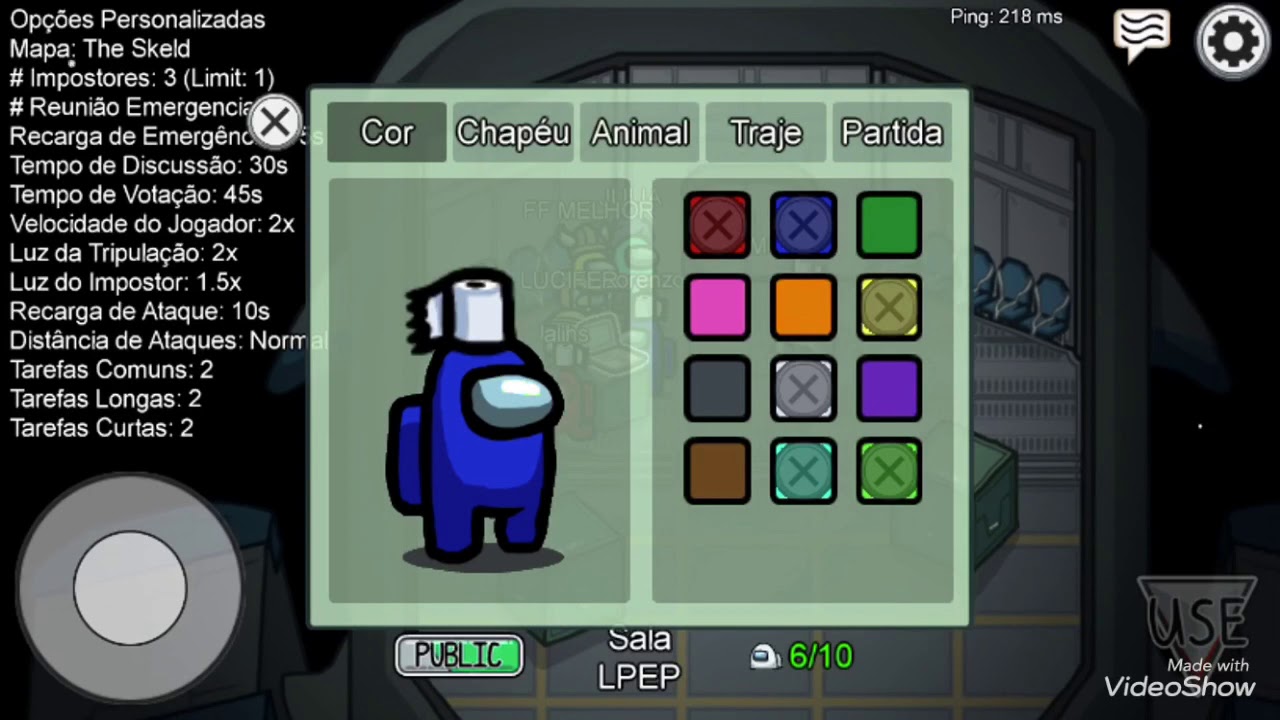 Opções Personalizadas
Mapa: The Skeld
# Impostores: 3 (Limit: 1)
# Reunião Emergencia
Recarga de Emergênc
Tempo de Discussão: 30s
Tempo de Votação: 45s
Velocidade do Jogador: 2x
Luz da Tripulação: 2x
Luz do Impostor: 1.5x
Recarga de Ataque: 10s
Distância de Ataques: Normal
Tarefas Comuns: 2
Tarefas Longas: 2
Tarefas Curtas: 2
Ping: 218 ms
Cor
Chapéu
Animal
Traje
Partida
FF MELHOR
LUCIFER
PUBLIC
Sala
LPEP
6/10
USE
Made with
VideoShow